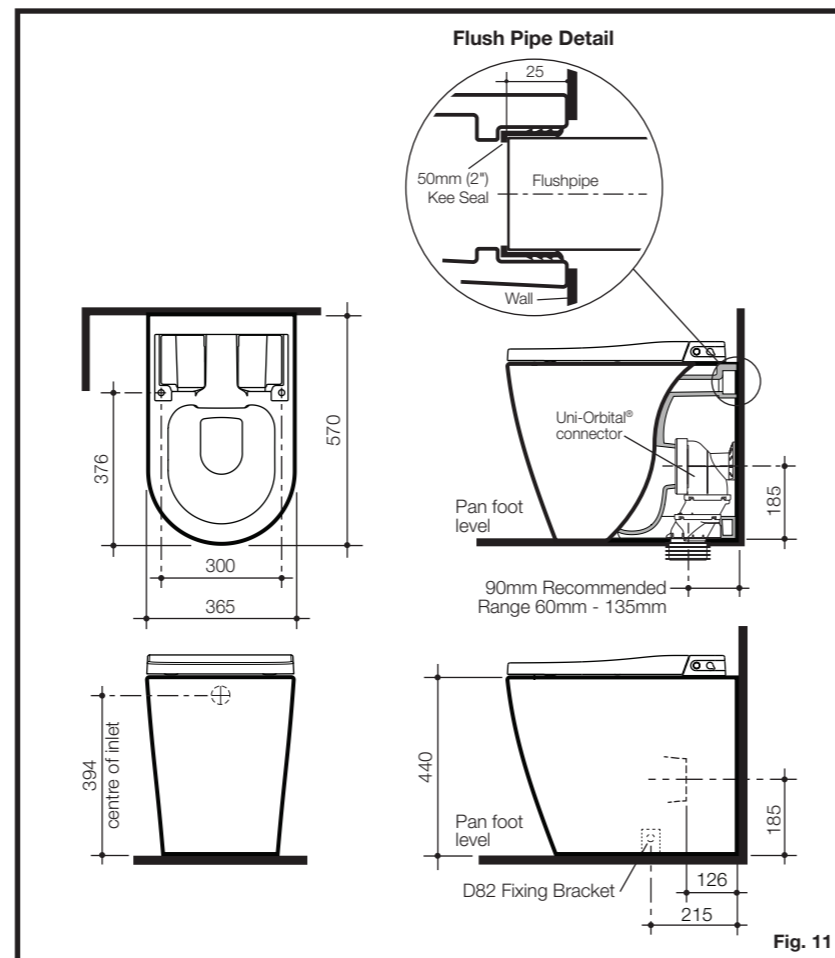 Flush Pipe Detail
25
50mm (2")
Kee Seal
Flushpipe
Wall
376
570
300
365
Uni-Orbital®
connector
Pan foot
level
185
90mm Recommended
Range 60mm - 135mm
394
centre of inlet
440
Pan foot
level
185
D82 Fixing Bracket
126
215
Fig. 11